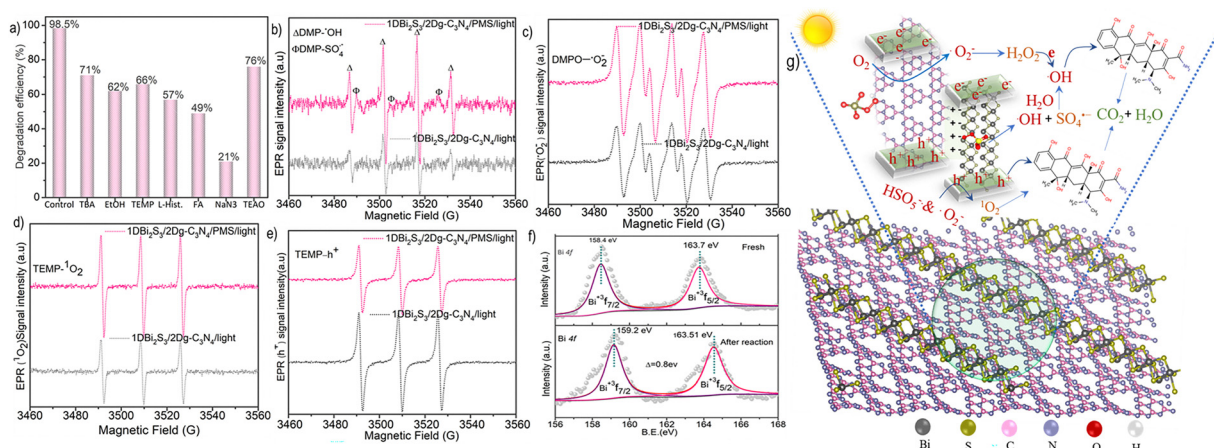 a)
98.5%
71%
62%
66%
57%
49%
21%
76%
100
90
80
70
60
50
40
30
20
10
0
Degradation efficiency (%)
Control TBA EtOH TEMP L-Hist. FA NaN3 TEAO
b)
1DBi₂S₃/2Dg-C₃N₄/PMS/light
ΔDMP-·OH
ΦDMP-SO₄⁻
Δ Δ Δ Δ
Φ Φ Φ Φ
1DBi₂S₃/2Dg-C₃N₄/light
EPR signal intensity (a.u)
3460 3480 3500 3520 3540 3560
Magnetic Field (G)
c)
1DBi₂S₃/2Dg-C₃N₄/PMS/light
DMPO—·O₂⁻
1DBi₂S₃/2Dg-C₃N₄/light
EPR(·O₂⁻) signal intensity (a.u)
3460 3480 3500 3520 3540 3560
Magnetic Field (G)
d)
1DBi₂S₃/2Dg-C₃N₄/PMS/light
TEMP-¹O₂
1DBi₂S₃/2Dg-C₃N₄/light
EPR (¹O₂)Signal intensity (a.u)
3460 3480 3500 3520 3540 3560
Magnetic Field (G)
e)
1DBi₂S₃/2Dg-C₃N₄/PMS/light
TEMP–h⁺
1DBi₂S₃/2Dg-C₃N₄/light
EPR (h⁺) signal intensity (a.u)
3460 3480 3500 3520 3540 3560
Magnetic Field (G)
f)
158.4 eV
163.7 eV
Fresh
Bi 4f
Bi⁺³f₇/₂
Bi⁺³f₅/₂
159.2 eV
163.51 eV
After reaction
Bi 4f
Δ=0.8ev
Bi⁺³f₇/₂
Bi⁺³f₅/₂
Intensity (a.u)
Intensity (a.u)
156 158 160 162 164 166 168
B.E.(eV)
g)
e⁻ e⁻ e⁻ e⁻
O₂
·O₂⁻
H₂O₂
e
·OH
H₂O
·OH + SO₄·⁻
CO₂ + H₂O
e⁻ e⁻ e⁻
h⁺ h⁺ h⁺
h⁺ h⁺
HSO₅⁻ & ·O₂⁻
¹O₂
Bi S C N O H